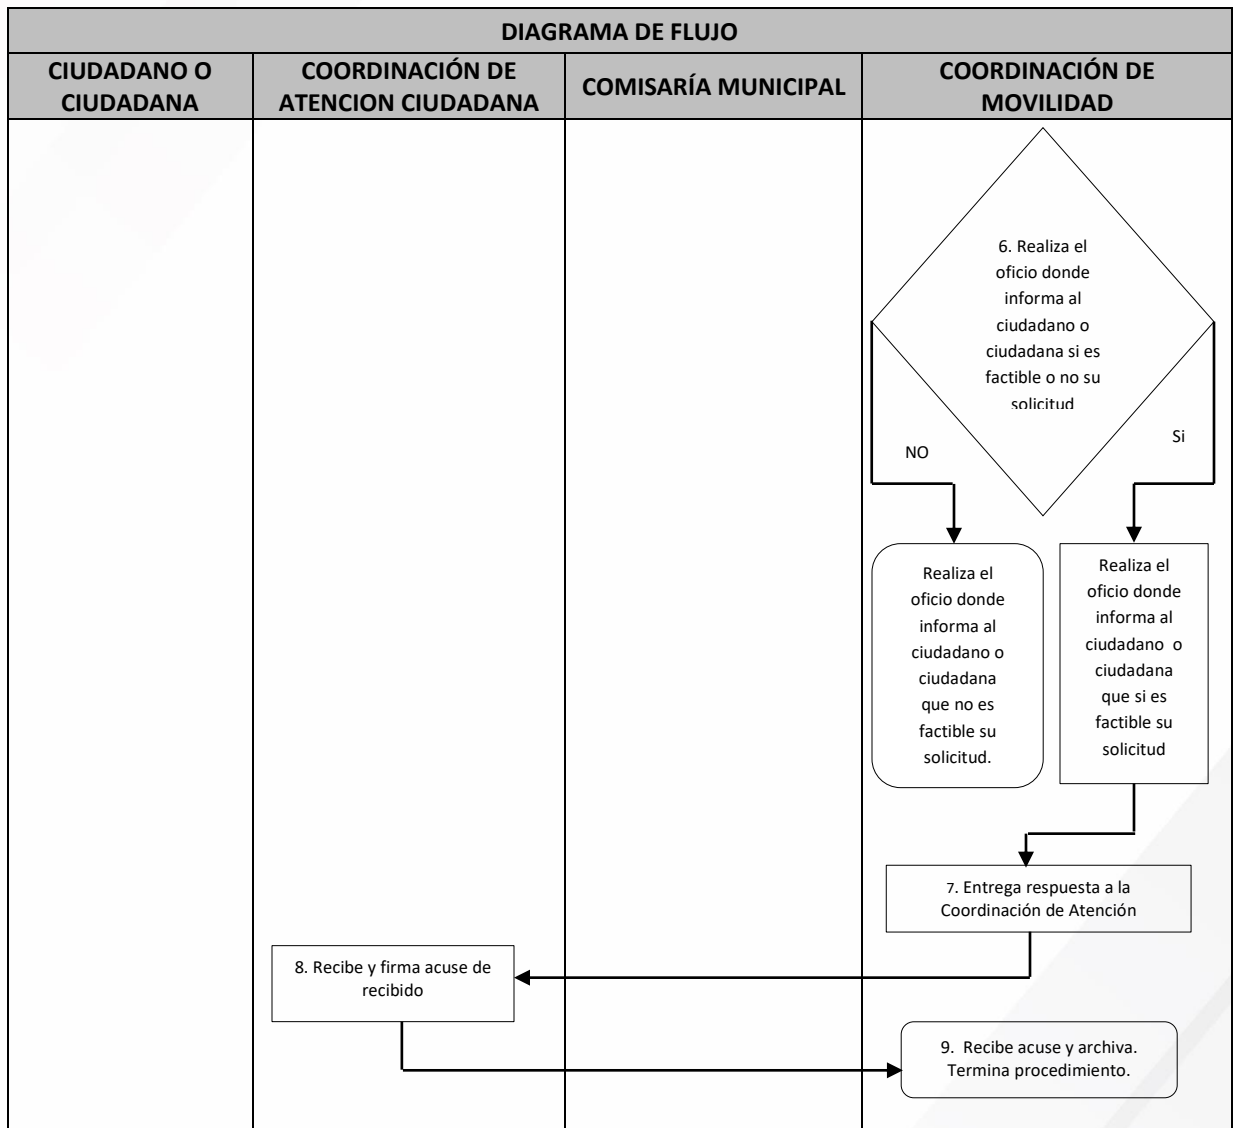 DIAGRAMA DE FLUJO
CIUDADANO O
CIUDADANA
COORDINACIÓN DE
ATENCION CIUDADANA
COMISARÍA MUNICIPAL
COORDINACIÓN DE
MOVILIDAD
6. Realiza el
oficio donde
informa al
ciudadano o
ciudadana si es
factible o no su
solicitud
NO
Si
Realiza el
oficio donde
informa al
ciudadano o
ciudadana
que no es
factible su
solicitud.
Realiza el
oficio donde
informa al
ciudadano o
ciudadana
que si es
factible su
solicitud
7. Entrega respuesta a la
Coordinación de Atención
8. Recibe y firma acuse de
recibido
9. Recibe acuse y archiva.
Termina procedimiento.